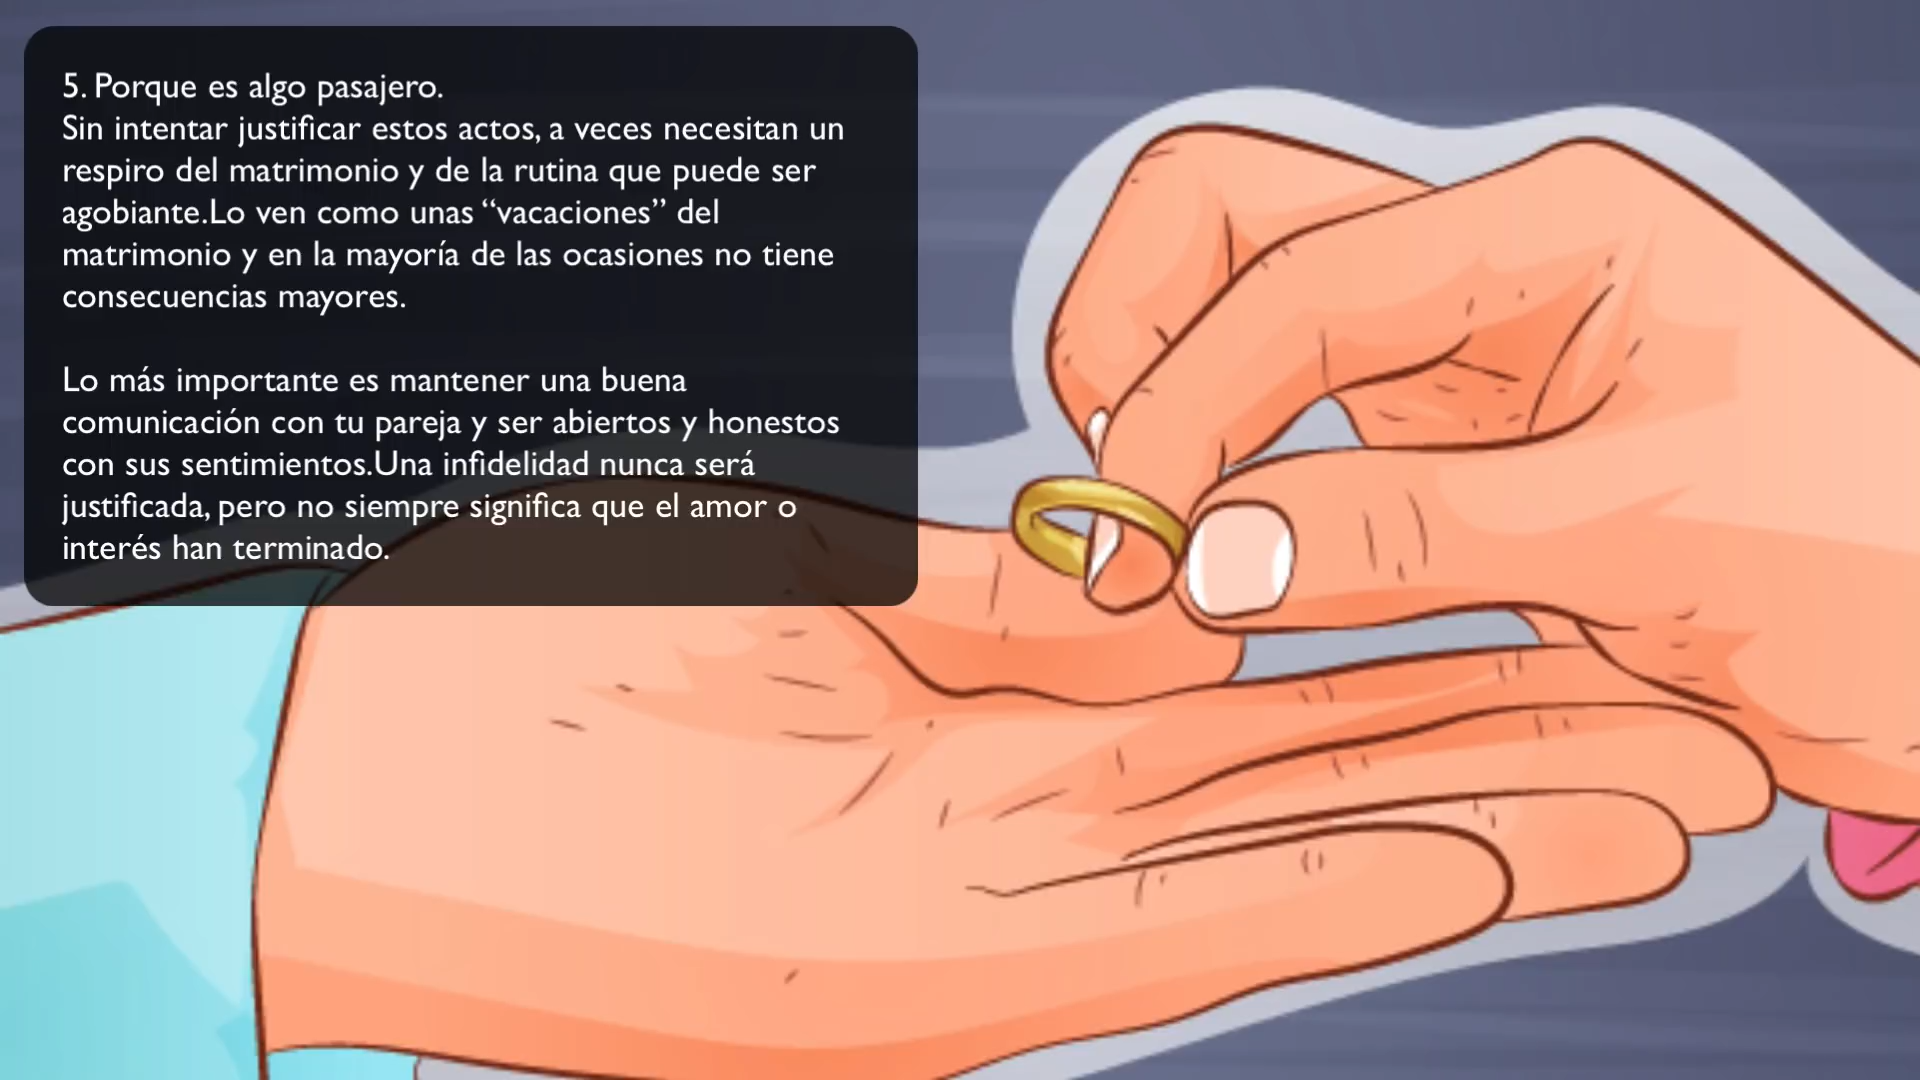 5. Porque es algo pasajero.
Sin intentar justificar estos actos, a veces necesitan un
respiro del matrimonio y de la rutina que puede ser
agobiante.Lo ven como unas “vacaciones” del
matrimonio y en la mayoría de las ocasiones no tiene
consecuencias mayores.
Lo más importante es mantener una buena
comunicación con tu pareja y ser abiertos y honestos
con sus sentimientos.Una infidelidad nunca será
justificada, pero no siempre significa que el amor o
interés han terminado.